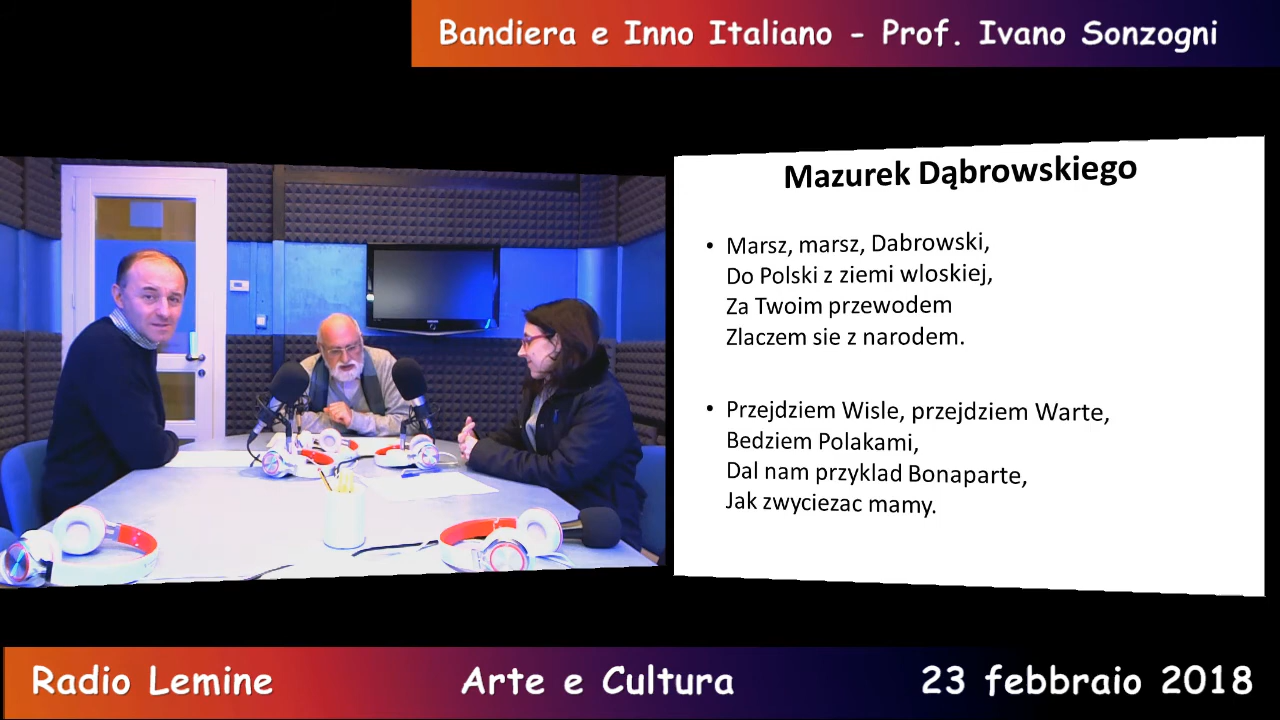 Bandiera e Inno Italiano - Prof. Ivano Sonzogni
Mazurek Dąbrowskiego
• Marsz, marsz, Dabrowski,
Do Polski z ziemi wloskiej,
Za Twoim przewodem
Zlaczem sie z narodem.
• Przejdziem Wisle, przejdziem Warte,
Bedziem Polakami,
Dal nam przyklad Bonaparte,
Jak zwyciezac mamy.
Radio Lemine Arte e Cultura 23 febbraio 2018